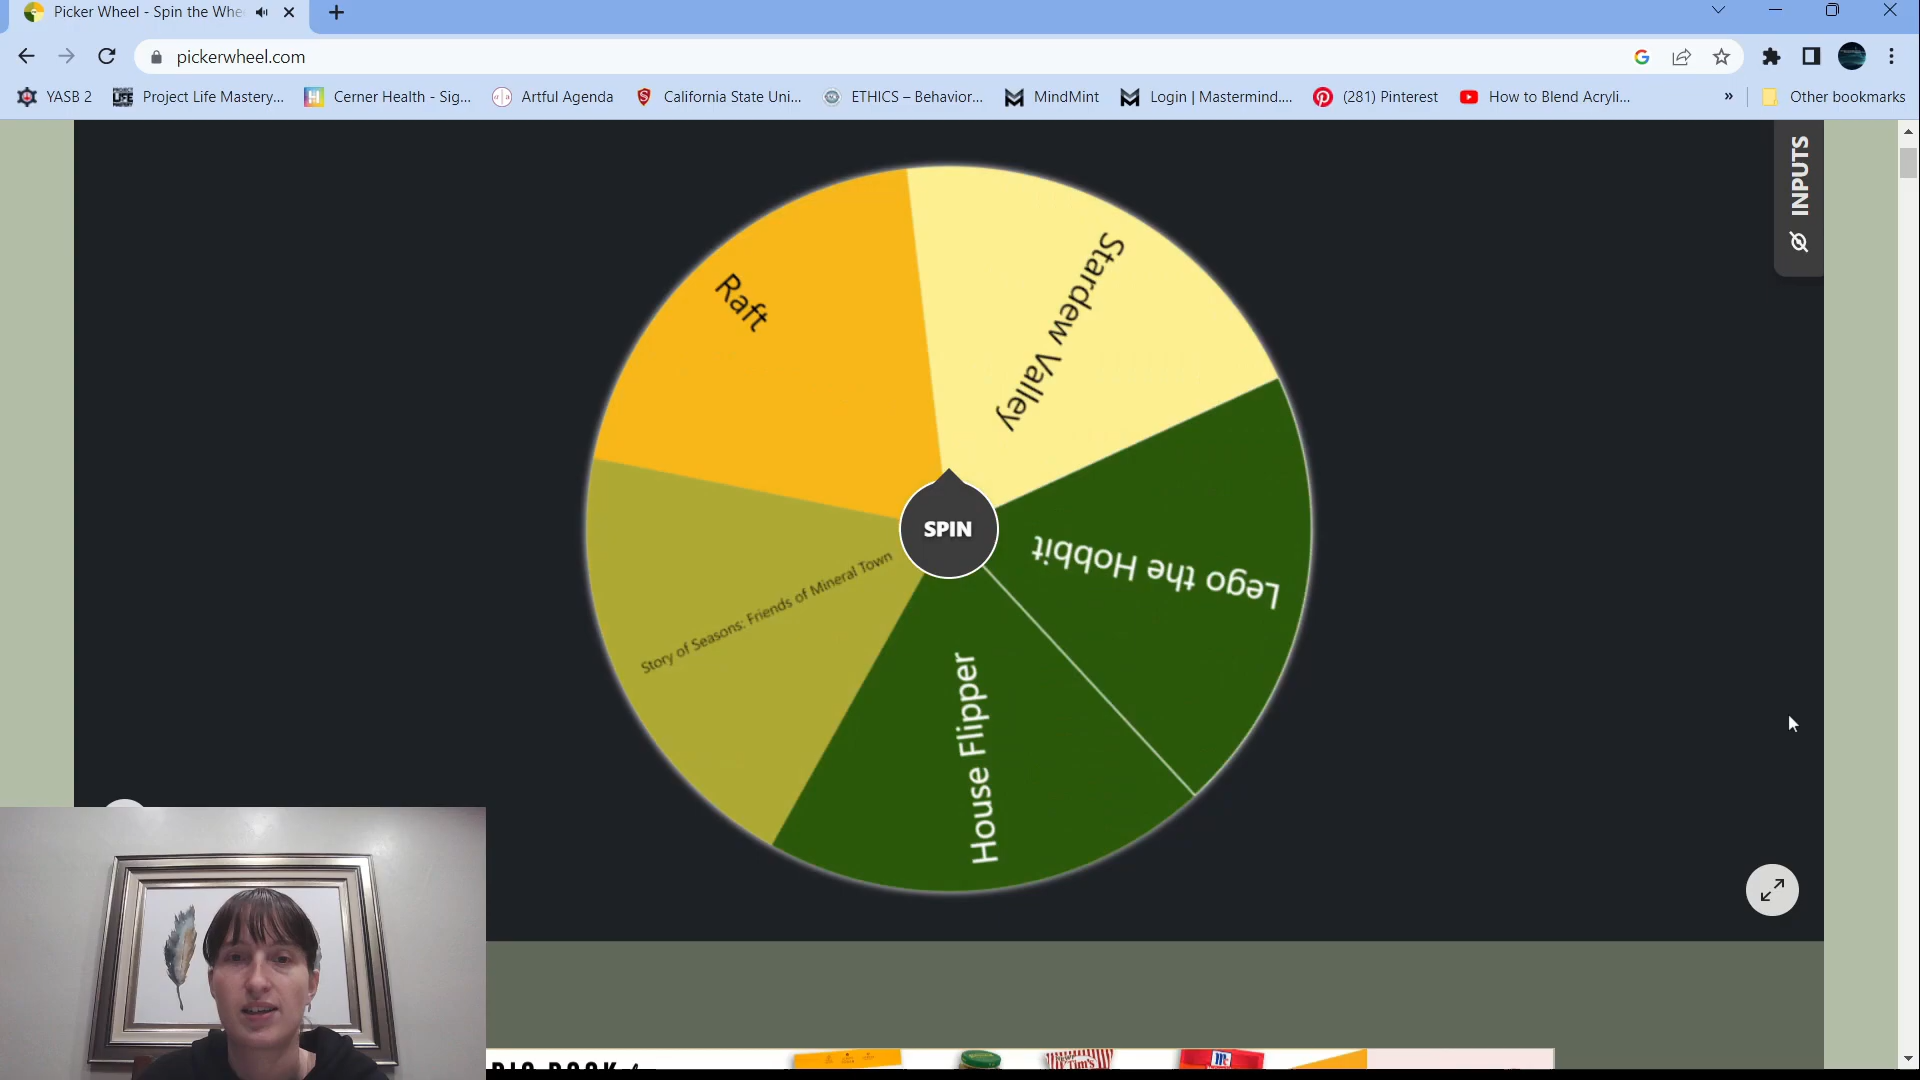 Picker Wheel - Spin the Whe
pickerwheel.com
YASB 2
Project Life Mastery...
Cerner Health - Sig...
Artful Agenda
California State Uni...
ETHICS – Behavior...
MindMint
Login | Mastermind....
(281) Pinterest
How to Blend Acryli...
»
Other bookmarks
INPUTS
Raft
Stardew Valley
Lego the Hobbit
House Flipper
Story of Seasons: Friends of Mineral Town
SPIN